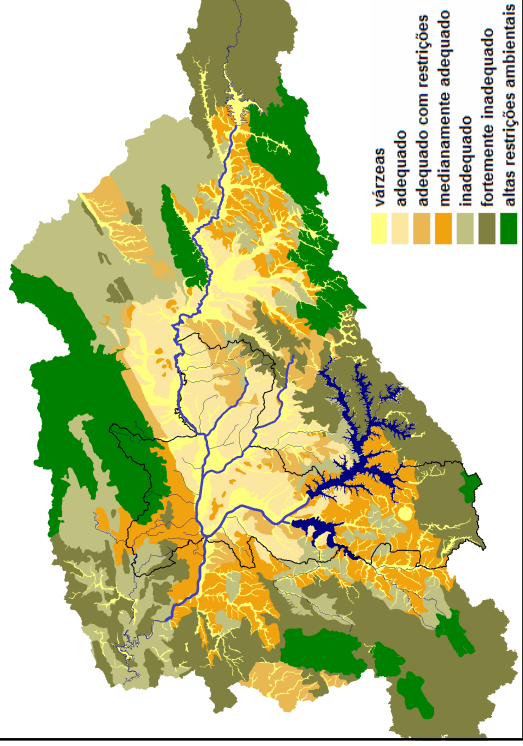 várzeas
adequado
adequado com restrições
medianamente adequado
inadequado
fortemente inadequado
altas restrições ambientais